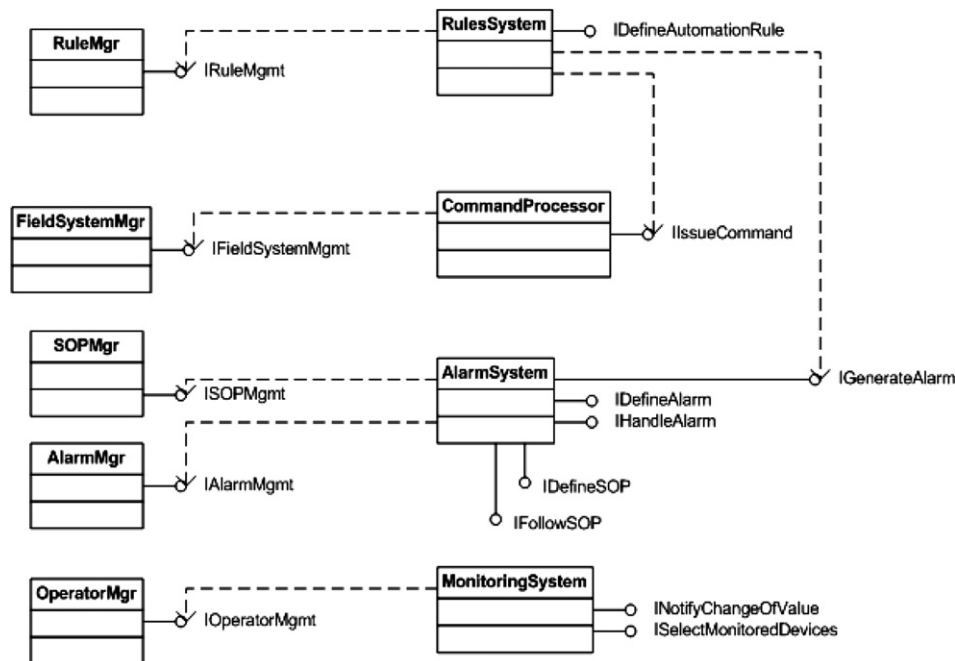 RuleMgr
IRuleMgmt
RulesSystem
IDefineAutomationRule
FieldSystemMgr
IFieldSystemMgmt
CommandProcessor
IIssueCommand
SOPMgr
ISOPMgmt
AlarmSystem
IGenerateAlarm
IDefineAlarm
IHandleAlarm
AlarmMgr
IAlarmMgmt
IDefineSOP
IFollowSOP
OperatorMgr
IOperatorMgmt
MonitoringSystem
INotifyChangeOfValue
ISelectMonitoredDevices